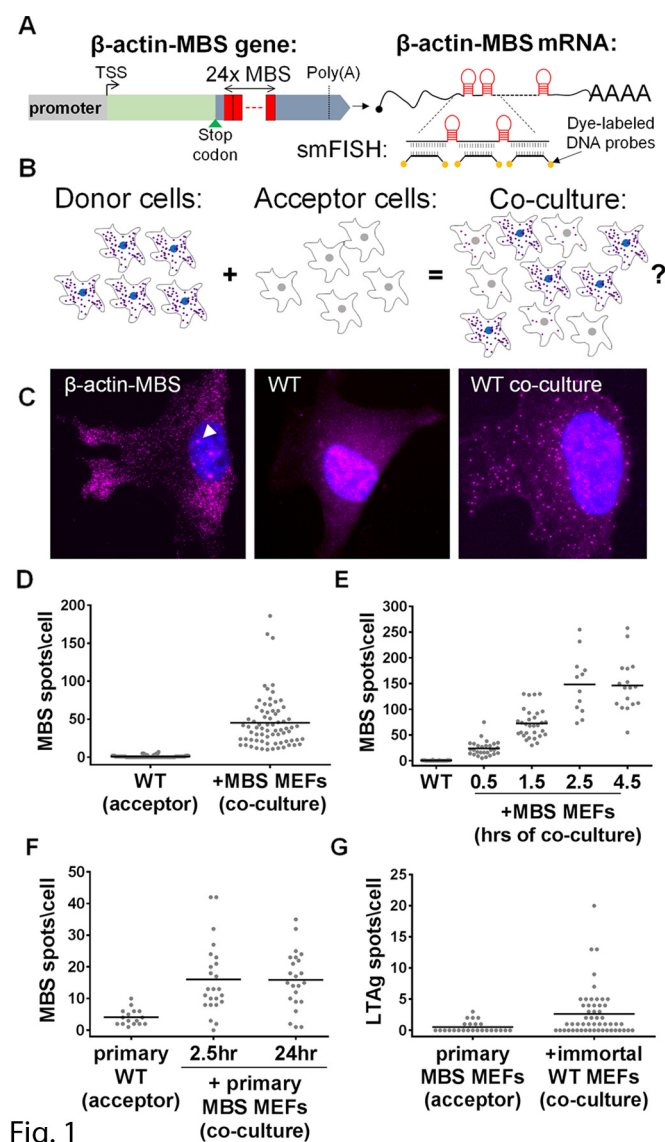 A
β-actin-MBS gene:
β-actin-MBS mRNA:
TSS
24x MBS
Poly(A)
promoter
AAAA
Stop
codon
smFISH:
Dye-labeled
DNA probes
B
Donor cells:
Acceptor cells:
Co-culture:
+
=
?
C
β-actin-MBS
WT
WT co-culture
D
MBS spots\cell
200
150
100
50
0
WT
(acceptor)
+MBS MEFs
(co-culture)
E
MBS spots\cell
300
250
200
150
100
50
0
WT
0.5
1.5
2.5
4.5
+MBS MEFs
(hrs of co-culture)
F
MBS spots\cell
50
40
30
20
10
0
primary
WT
(acceptor)
2.5hr
24hr
+ primary
MBS MEFs
(co-culture)
G
LTAg spots\cell
25
20
15
10
5
0
primary
MBS MEFs
(acceptor)
+immortal
WT MEFs
(co-culture)
Fig. 1